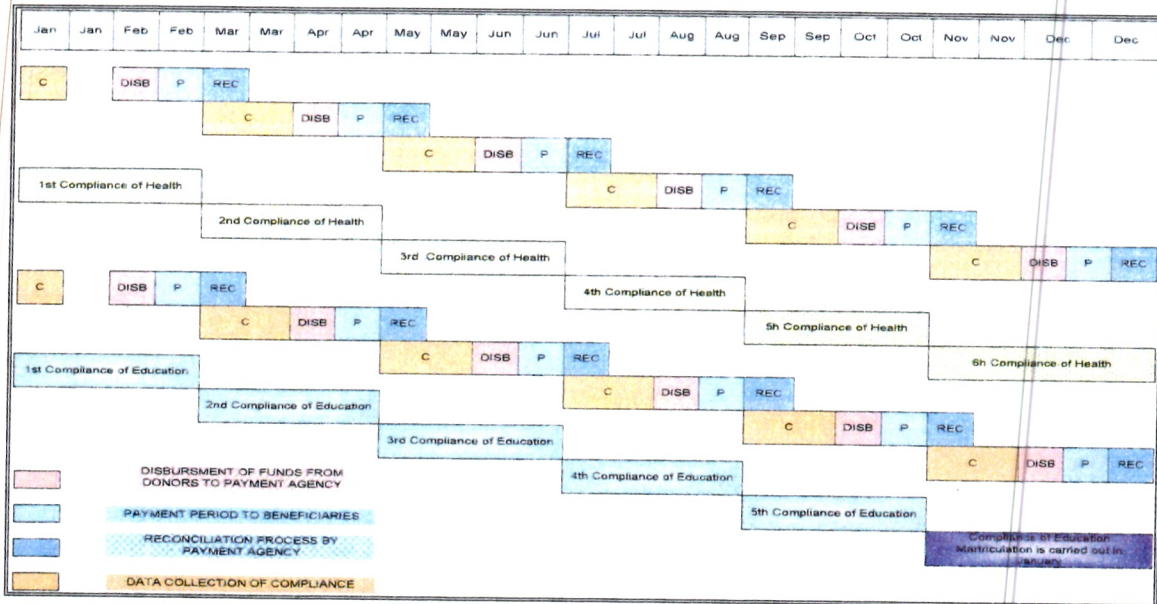 Jan Jan Feb Feb Mar Mar Apr Apr May May Jun Jun Jul Jul Aug Aug Sep Sep Oct Oct Nov Nov Dec Dec
C DISB P REC
C DISB P REC
C DISB P REC
1st Compliance of Health
C DISB P REC
2nd Compliance of Health
C DISB P REC
3rd Compliance of Health
C DISB P REC
C DISB P REC
4th Compliance of Health
C DISB P REC
5h Compliance of Health
C DISB P REC
6h Compliance of Health
1st Compliance of Education
C DISB P REC
2nd Compliance of Education
C DISB P REC
3rd Compliance of Education
C DISB P REC
4th Compliance of Education
5th Compliance of Education
Compliance of Education
Martriculation is carried out in
January
DISBURSMENT OF FUNDS FROM
DONORS TO PAYMENT AGENCY
PAYMENT PERIOD TO BENEFICIARIES
RECONCILIATION PROCESS BY
PAYMENT AGENCY
DATA COLLECTION OF COMPLIANCE